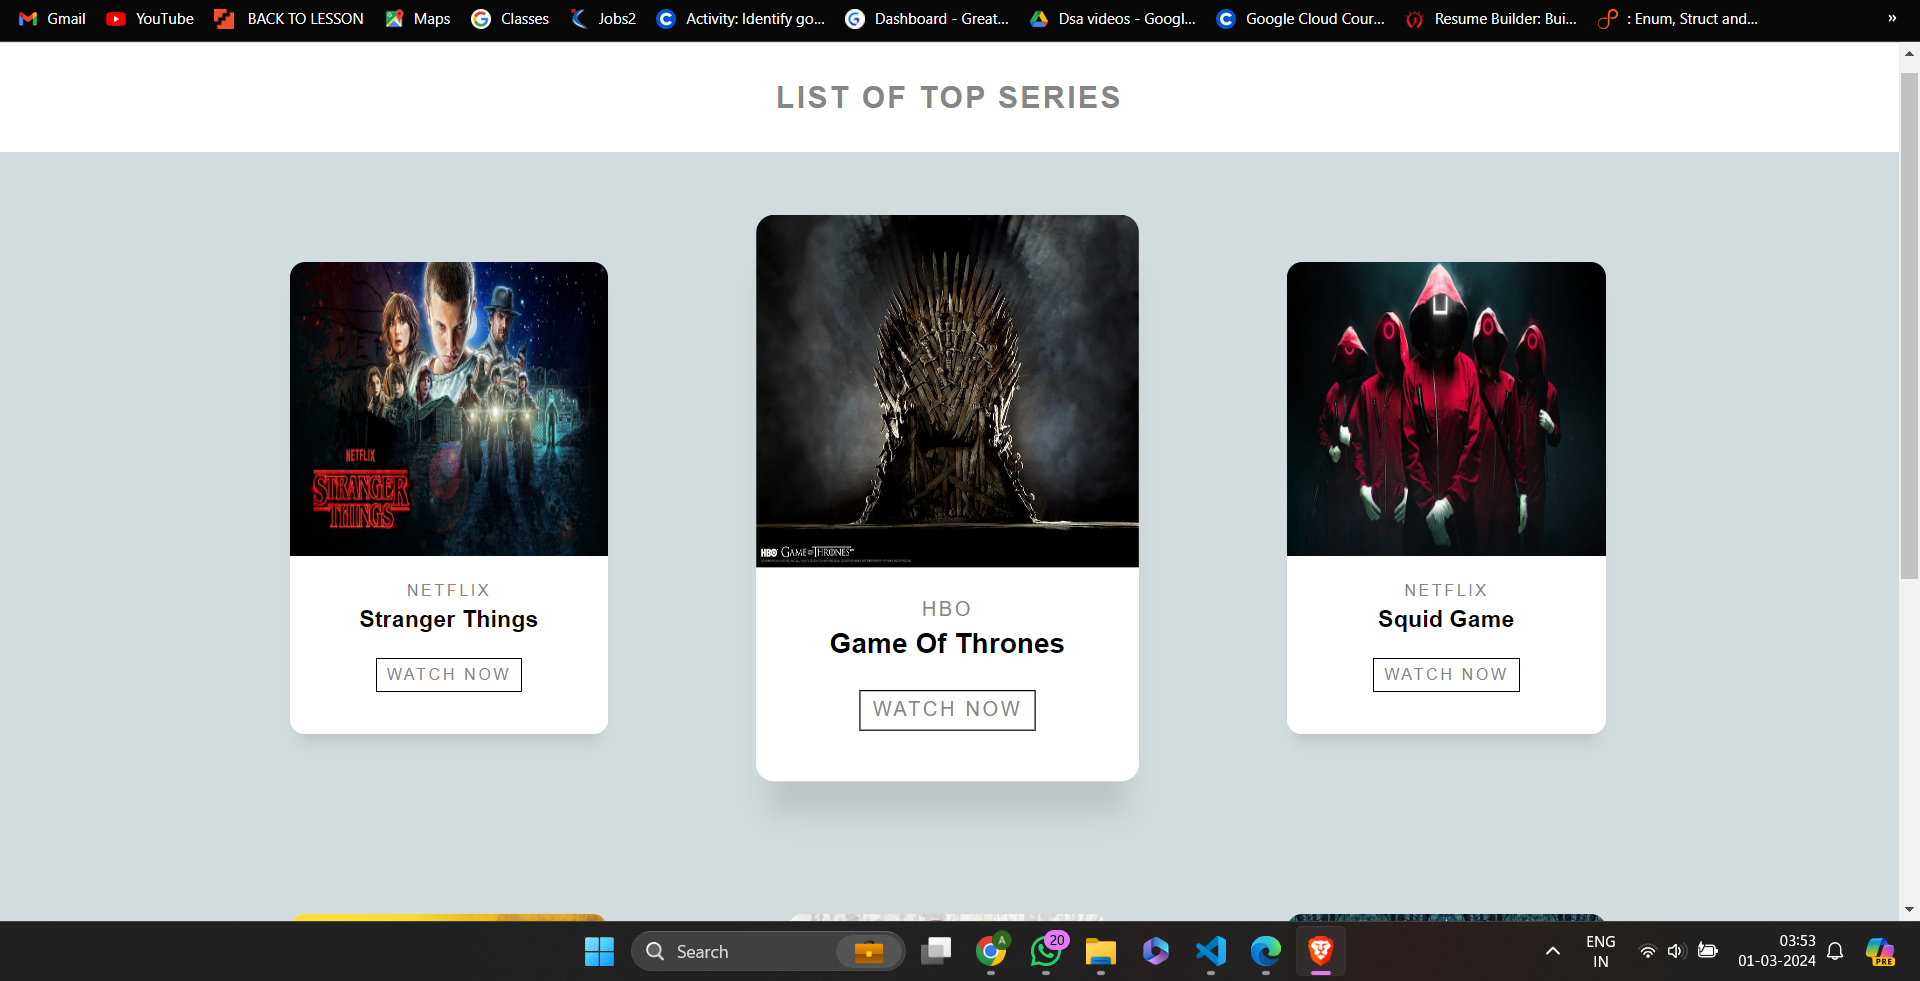 Gmail YouTube BACK TO LESSON Maps Classes Jobs2 Activity: Identify go... Dashboard - Great... Dsa videos - Googl... Google Cloud Cour... Resume Builder: Bui... : Enum, Struct and... »
LIST OF TOP SERIES
NETFLIX
STRANGER
THINGS
NETFLIX
Stranger Things
WATCH NOW
HBO GAME OF THRONES
HBO
Game Of Thrones
WATCH NOW
NETFLIX
Squid Game
WATCH NOW
Search
A
20
ENG
IN
03:53
01-03-2024
PRE